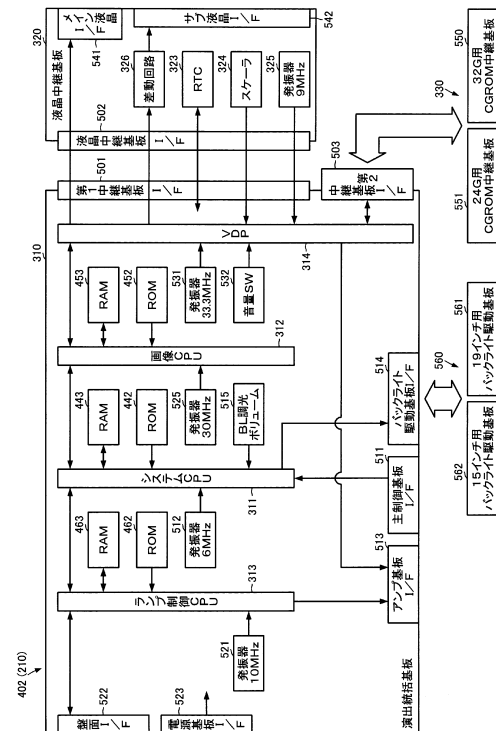 402 (210)
310
演出統括基板
522
盤面I/F
523
電源基板I/F
521
発振器
10MHz
313
ランプ制御CPU
463
RAM
462
ROM
512
発振器
6MHz
311
システムCPU
443
RAM
442
ROM
525
発振器
30MHz
515
BL調光
ボリューム
312
画像CPU
453
RAM
452
ROM
531
発振器
33.3MHz
532
音量SW
314
VDP
513
アンプ基板
I/F
511
主制御基板
I/F
514
バックライト
駆動基板I/F
501
第1中継基板
I/F
503
第2
中継基板I/F
320
液晶中継基板
502
液晶中継基板
I/F
541
メイン液晶
I/F
542
サブ液晶I/F
326
差動回路
323
RTC
324
スケーラ
325
発振器
9MHz
330
550
32G用
CGROM中継基板
551
24G用
CGROM中継基板
560
561
19インチ用
バックライト駆動基板
562
15インチ用
バックライト駆動基板